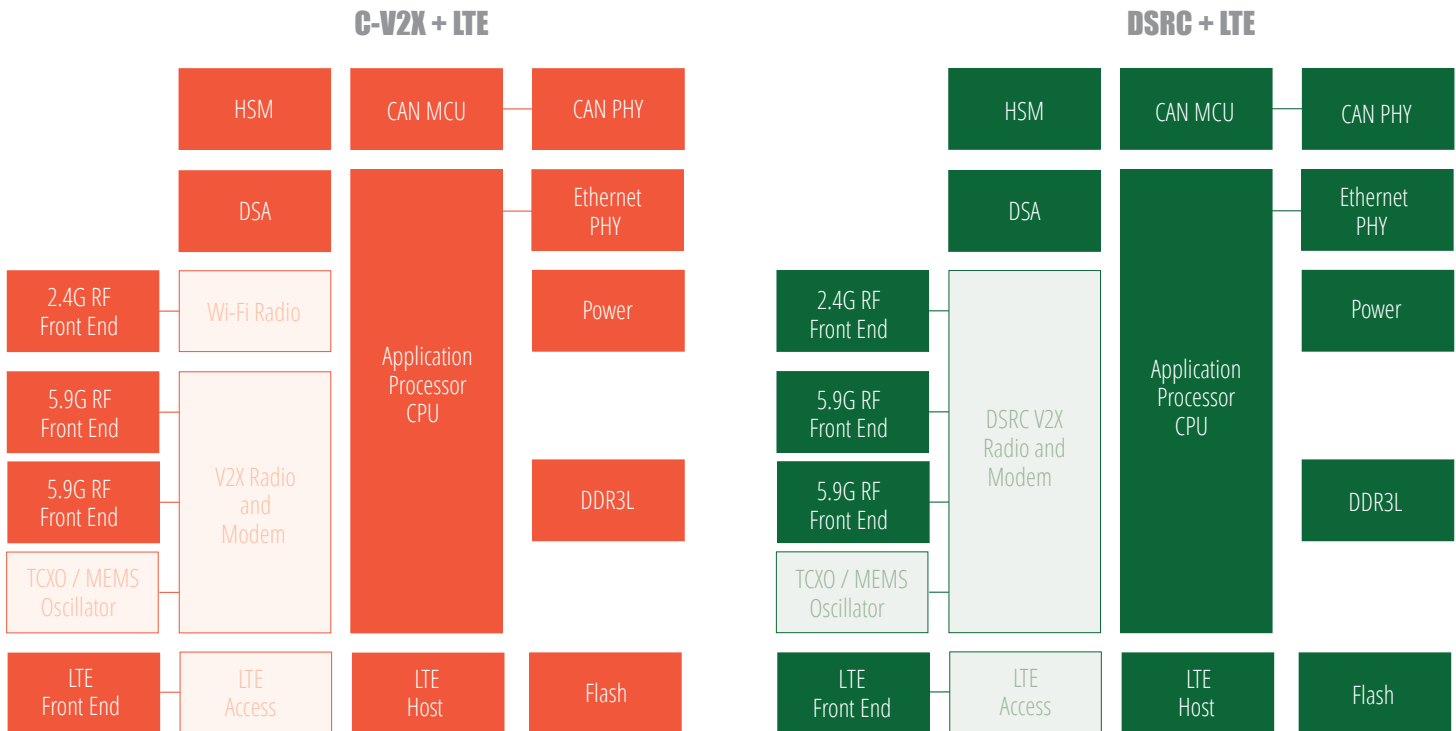 C-V2X + LTE
HSM
CAN MCU
CAN PHY
DSA
Ethernet
PHY
2.4G RF
Front End
Wi-Fi Radio
Power
Application
Processor
CPU
5.9G RF
Front End
V2X Radio
and
Modem
5.9G RF
Front End
DDR3L
TCXO / MEMS
Oscillator
LTE
Front End
LTE
Access
LTE
Host
Flash
DSRC + LTE
HSM
CAN MCU
CAN PHY
DSA
Ethernet
PHY
2.4G RF
Front End
Power
Application
Processor
CPU
5.9G RF
Front End
DSRC V2X
Radio and
Modem
5.9G RF
Front End
DDR3L
TCXO / MEMS
Oscillator
LTE
Front End
LTE
Access
LTE
Host
Flash